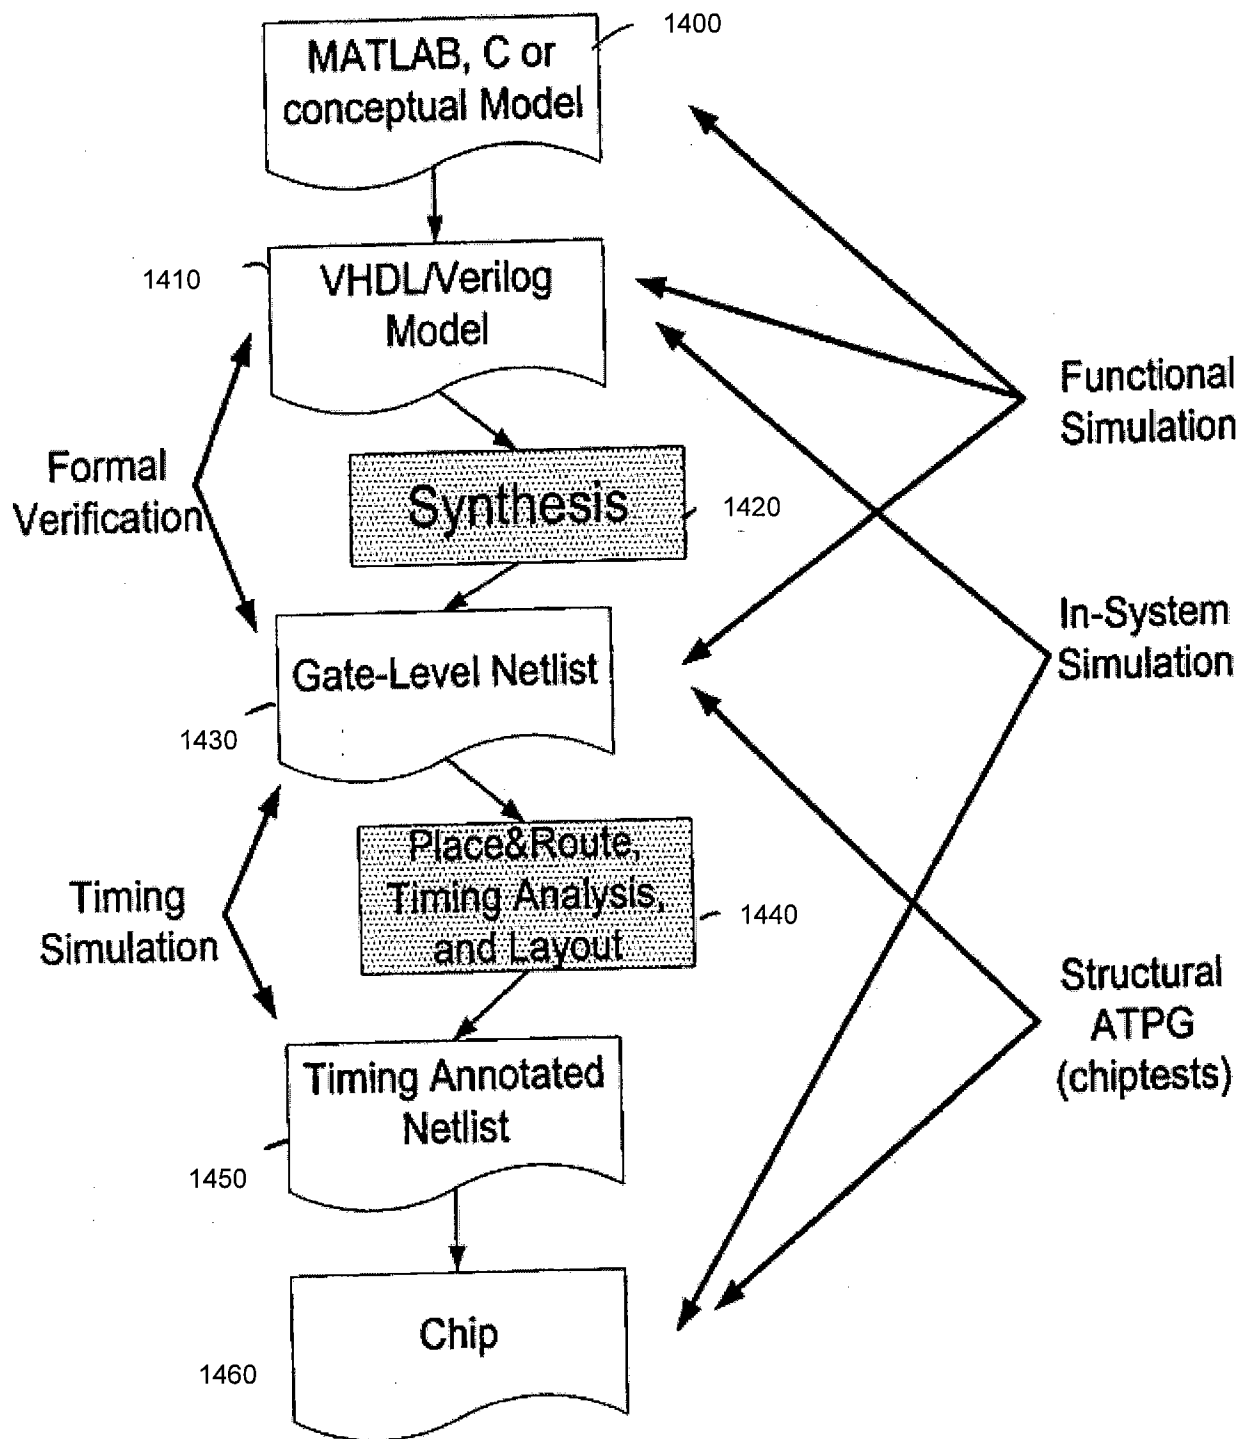 1400
MATLAB, C or
conceptual Model
1410
VHDL/Verilog
Model
Functional
Simulation
Formal
Verification
Synthesis
1420
In-System
Simulation
Gate-Level Netlist
1430
Place&Route,
Timing Analysis,
and Layout
1440
Timing
Simulation
Structural
ATPG
(chiptests)
Timing Annotated
Netlist
1450
Chip
1460